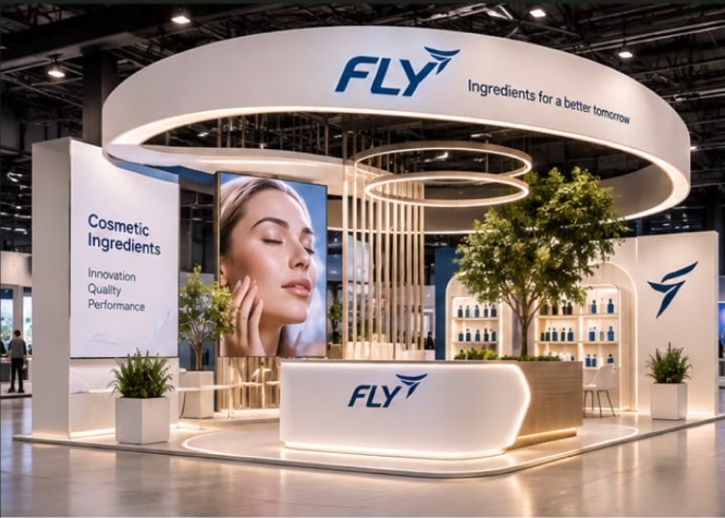 FLY
Ingredients for a better tomorrow
Cosmetic
Ingredients
Innovation
Quality
Performance
FLY